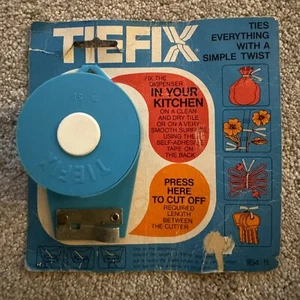 TIEFIX®
TIES
EVERYTHING
WITH A
SIMPLE TWIST
FIX THE
DISPENSER
IN YOUR
KITCHEN
ON A CLEAN
AND DRY TILE
OR ON A VERY
SMOOTH SURFACE
USING THE
SELF-ADHESIVE
TAPE ON
THE BACK
TIEFIX
PRESS
HERE
TO CUT OFF
REQUIRED
LENGTH
BETWEEN
THE CUTTER